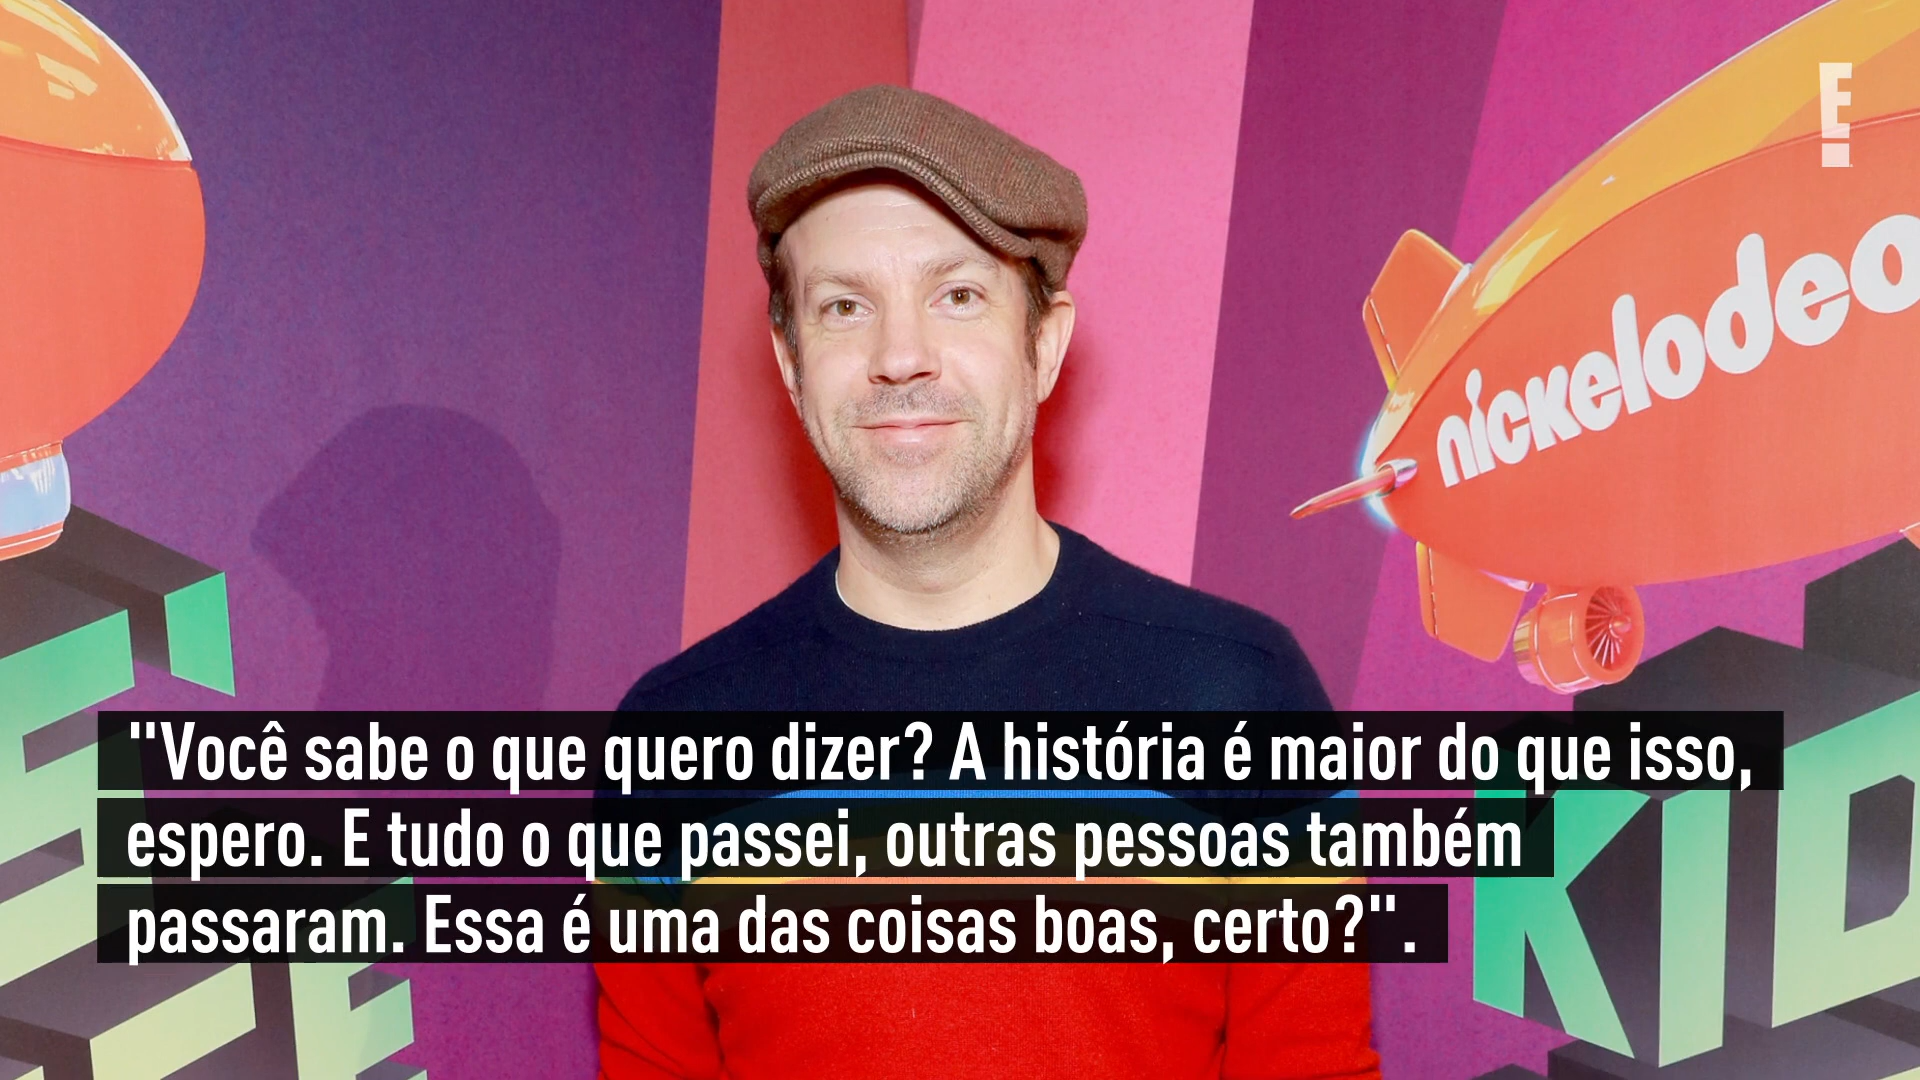 E!
nickelodeo
"Você sabe o que quero dizer? A história é maior do que isso,
espero. E tudo o que passei, outras pessoas também
passaram. Essa é uma das coisas boas, certo?".
KID